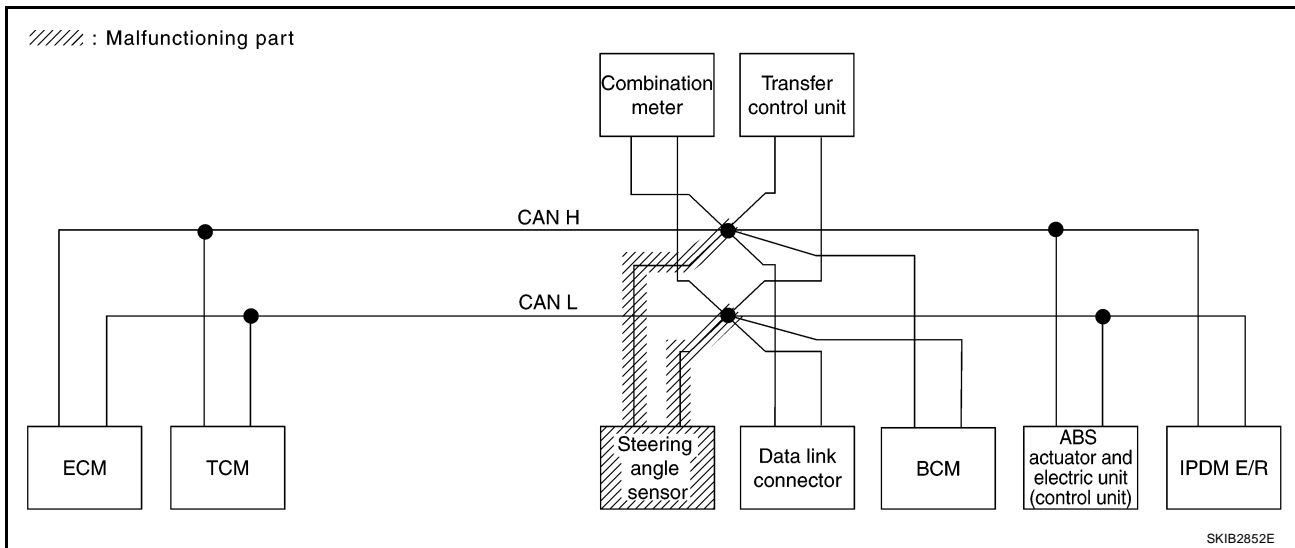 : Malfunctioning part
Combination
meter
Transfer
control unit
CAN H
CAN L
ECM
TCM
Steering
angle
sensor
Data link
connector
BCM
ABS
actuator and
electric unit
(control unit)
IPDM E/R
SKIB2852E